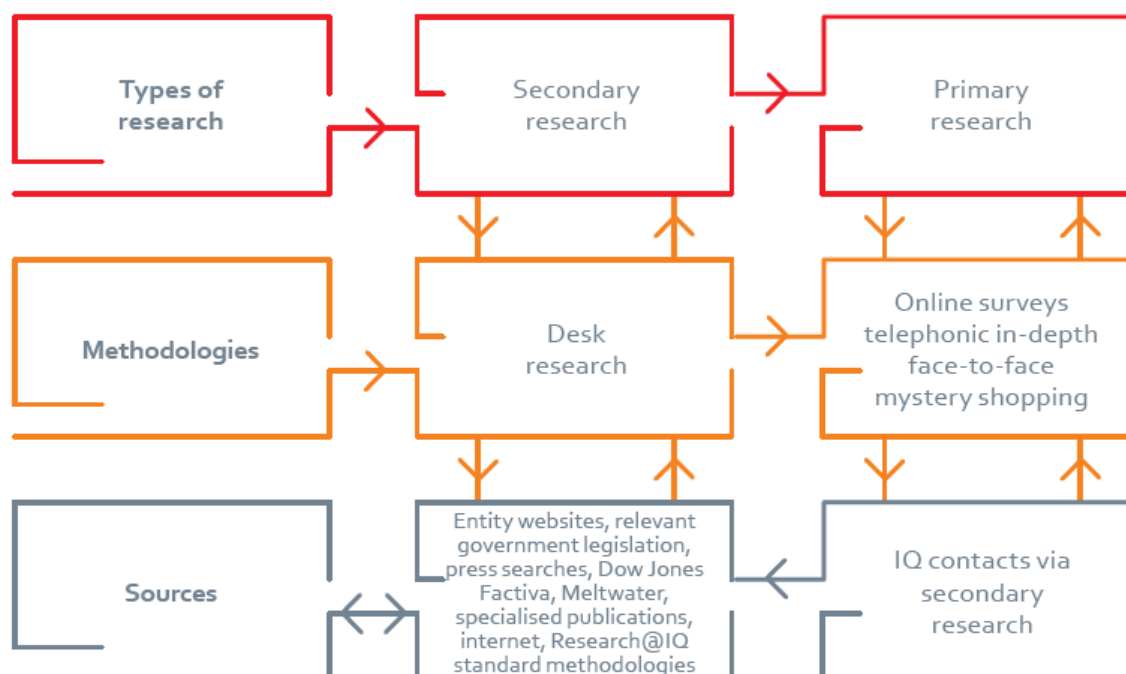 Types of
research
Secondary
research
Primary
research
Methodologies
Desk
research
Online surveys
telephonic in-depth
face-to-face
mystery shopping
Sources
Entity websites, relevant
government legislation,
press searches, Dow Jones
Factiva, Meltwater,
specialised publications,
internet, Research@IQ
standard methodologies
IQ contacts via
secondary
research